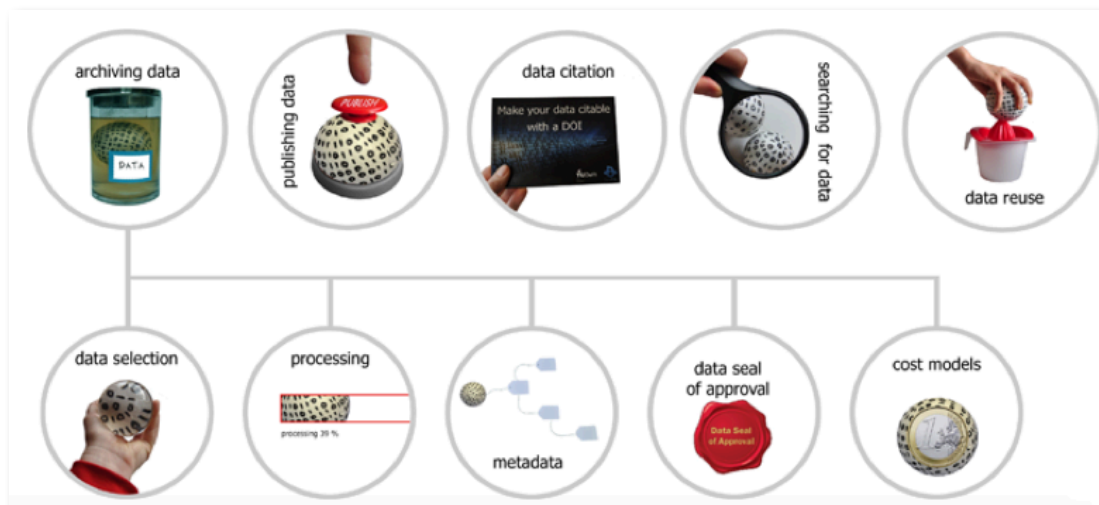 archiving data
DATA
publishing data
PUBLISH
data citation
Make your data citable
with a DOI
searching for data
data reuse
data selection
processing
processing 39 %
metadata
data seal
of approval
Data Seal
of Approval
cost models
1